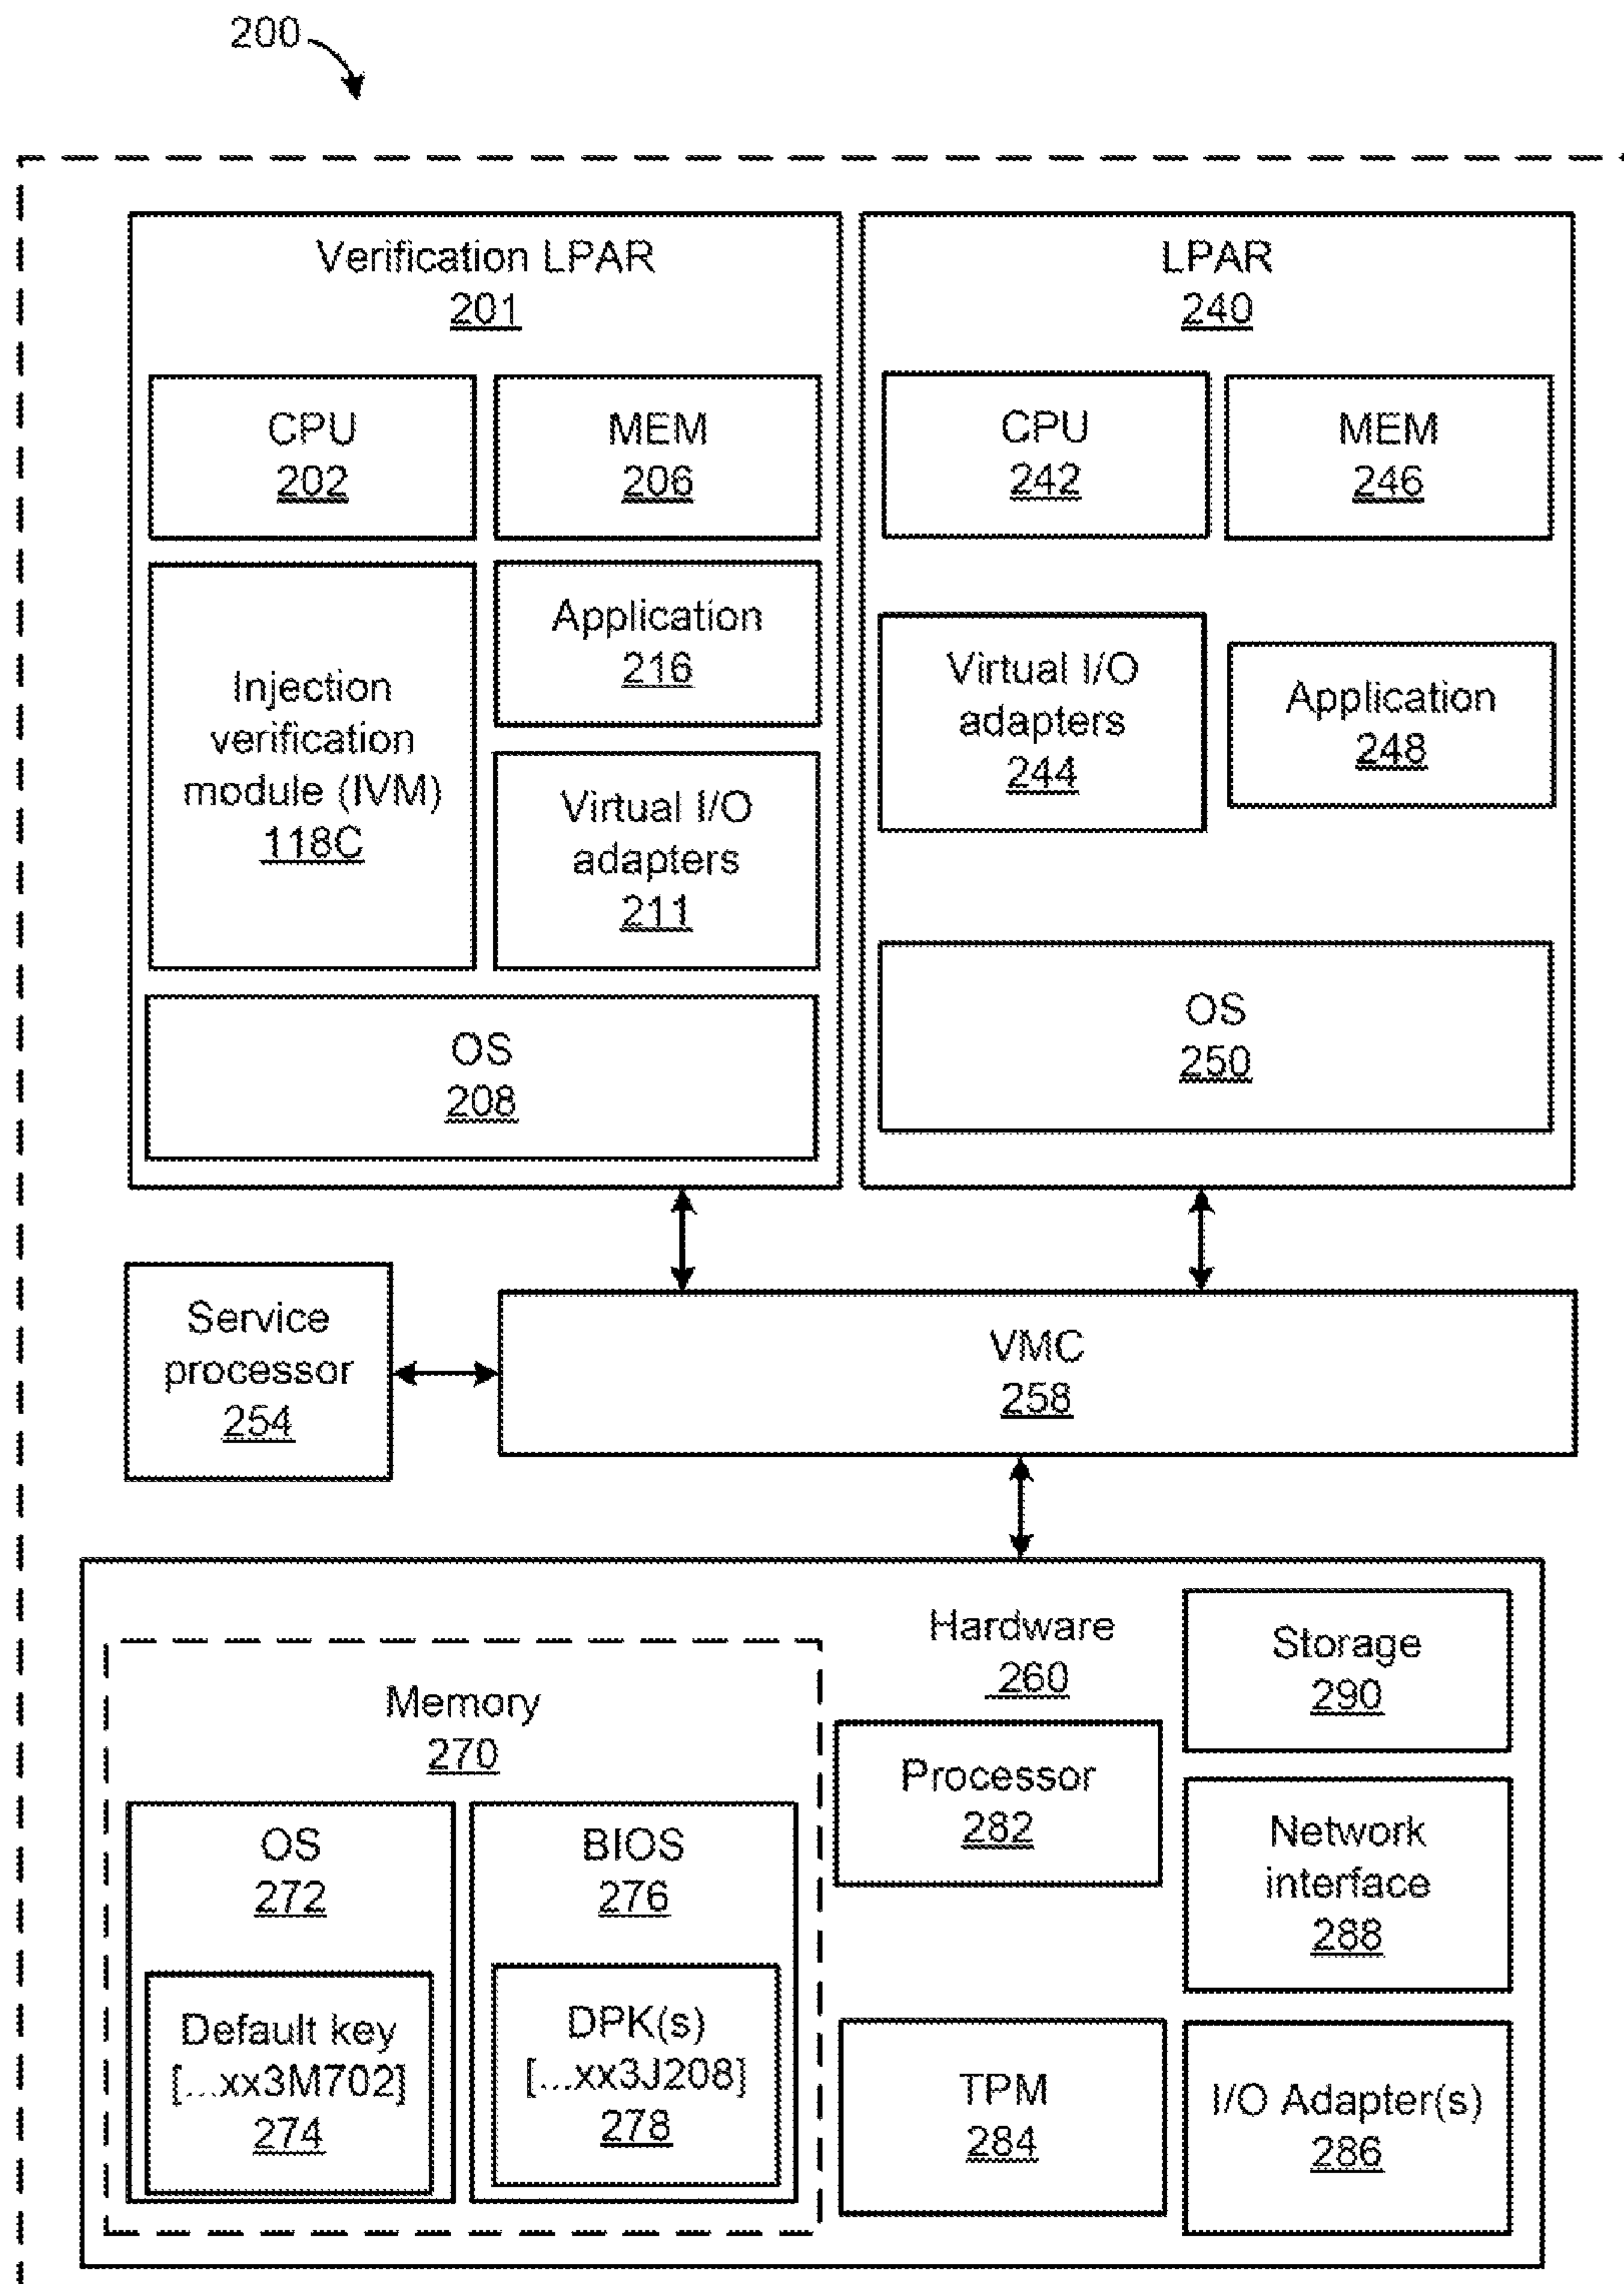 200
Verification LPAR
201
CPU
202
MEM
206
Injection
verification
module (IVM)
118C
Application
216
Virtual I/O
adapters
211
OS
208
LPAR
240
CPU
242
MEM
246
Virtual I/O
adapters
244
Application
248
OS
250
Service
processor
254
VMC
258
Hardware
260
Memory
270
OS
272
Default key
[...xx3M702]
274
BIOS
276
DPK(s)
[...xx3J208]
278
Processor
282
TPM
284
Storage
290
Network
interface
288
I/O Adapter(s)
286